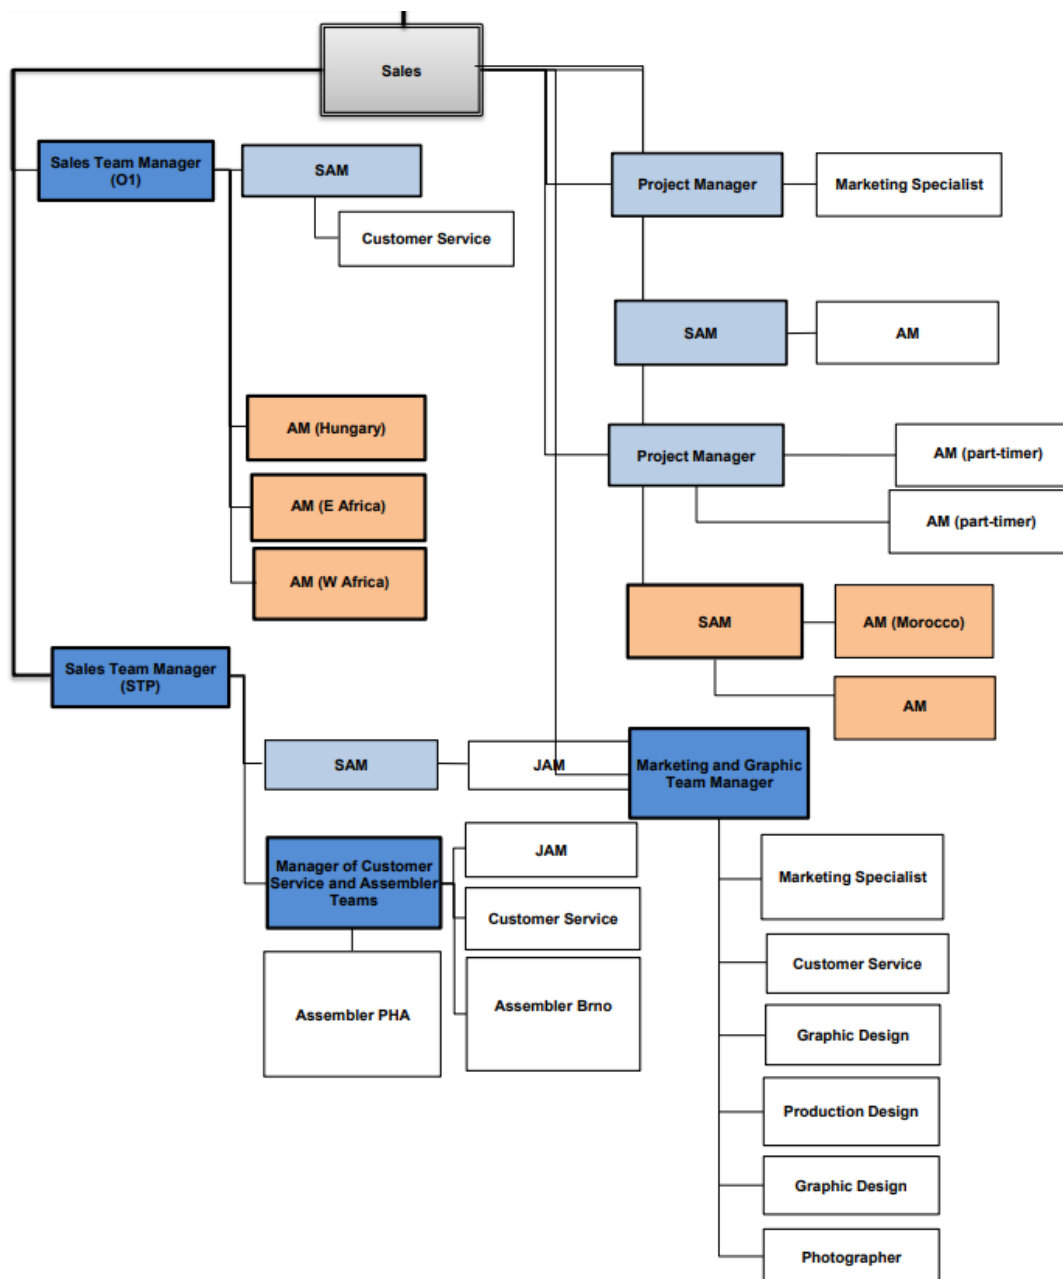 Sales
Sales Team Manager
(O1)
SAM
Customer Service
Project Manager
Marketing Specialist
SAM
AM
AM (Hungary)
Project Manager
AM (part-timer)
AM (E Africa)
AM (part-timer)
AM (W Africa)
SAM
AM (Morocco)
Sales Team Manager
(STP)
AM
SAM
JAM
Marketing and Graphic
Team Manager
Manager of Customer
Service and Assembler
Teams
JAM
Customer Service
Assembler PHA
Assembler Brno
Marketing Specialist
Customer Service
Graphic Design
Production Design
Graphic Design
Photographer